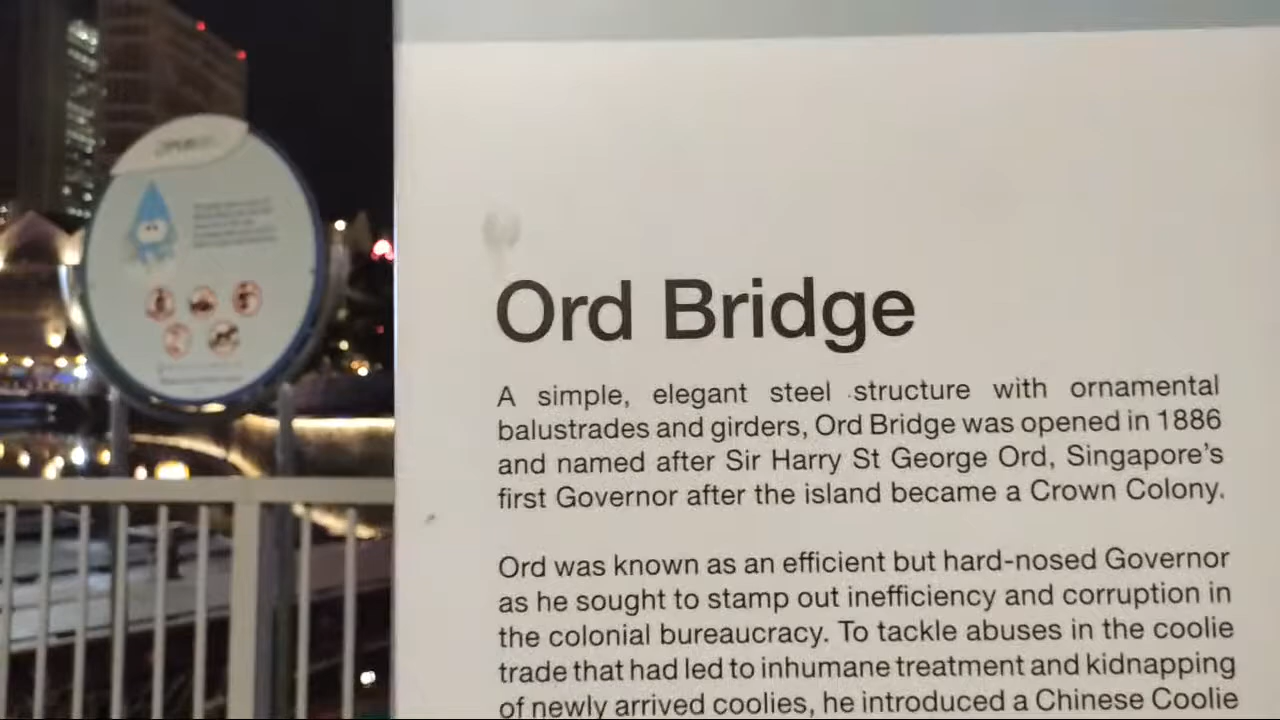 Ord Bridge
A simple, elegant steel structure with ornamental
balustrades and girders, Ord Bridge was opened in 1886
and named after Sir Harry St George Ord, Singapore's
first Governor after the island became a Crown Colony.
Ord was known as an efficient but hard-nosed Governor
as he sought to stamp out inefficiency and corruption in
the colonial bureaucracy. To tackle abuses in the coolie
trade that had led to inhumane treatment and kidnapping
of newly arrived coolies, he introduced a Chinese Coolie